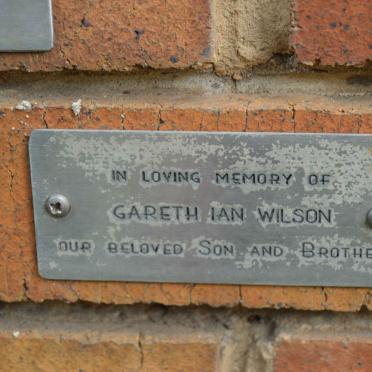 IN LOVING MEMORY OF
GARETH IAN WILSON
OUR BELOVED SON AND BROTHE